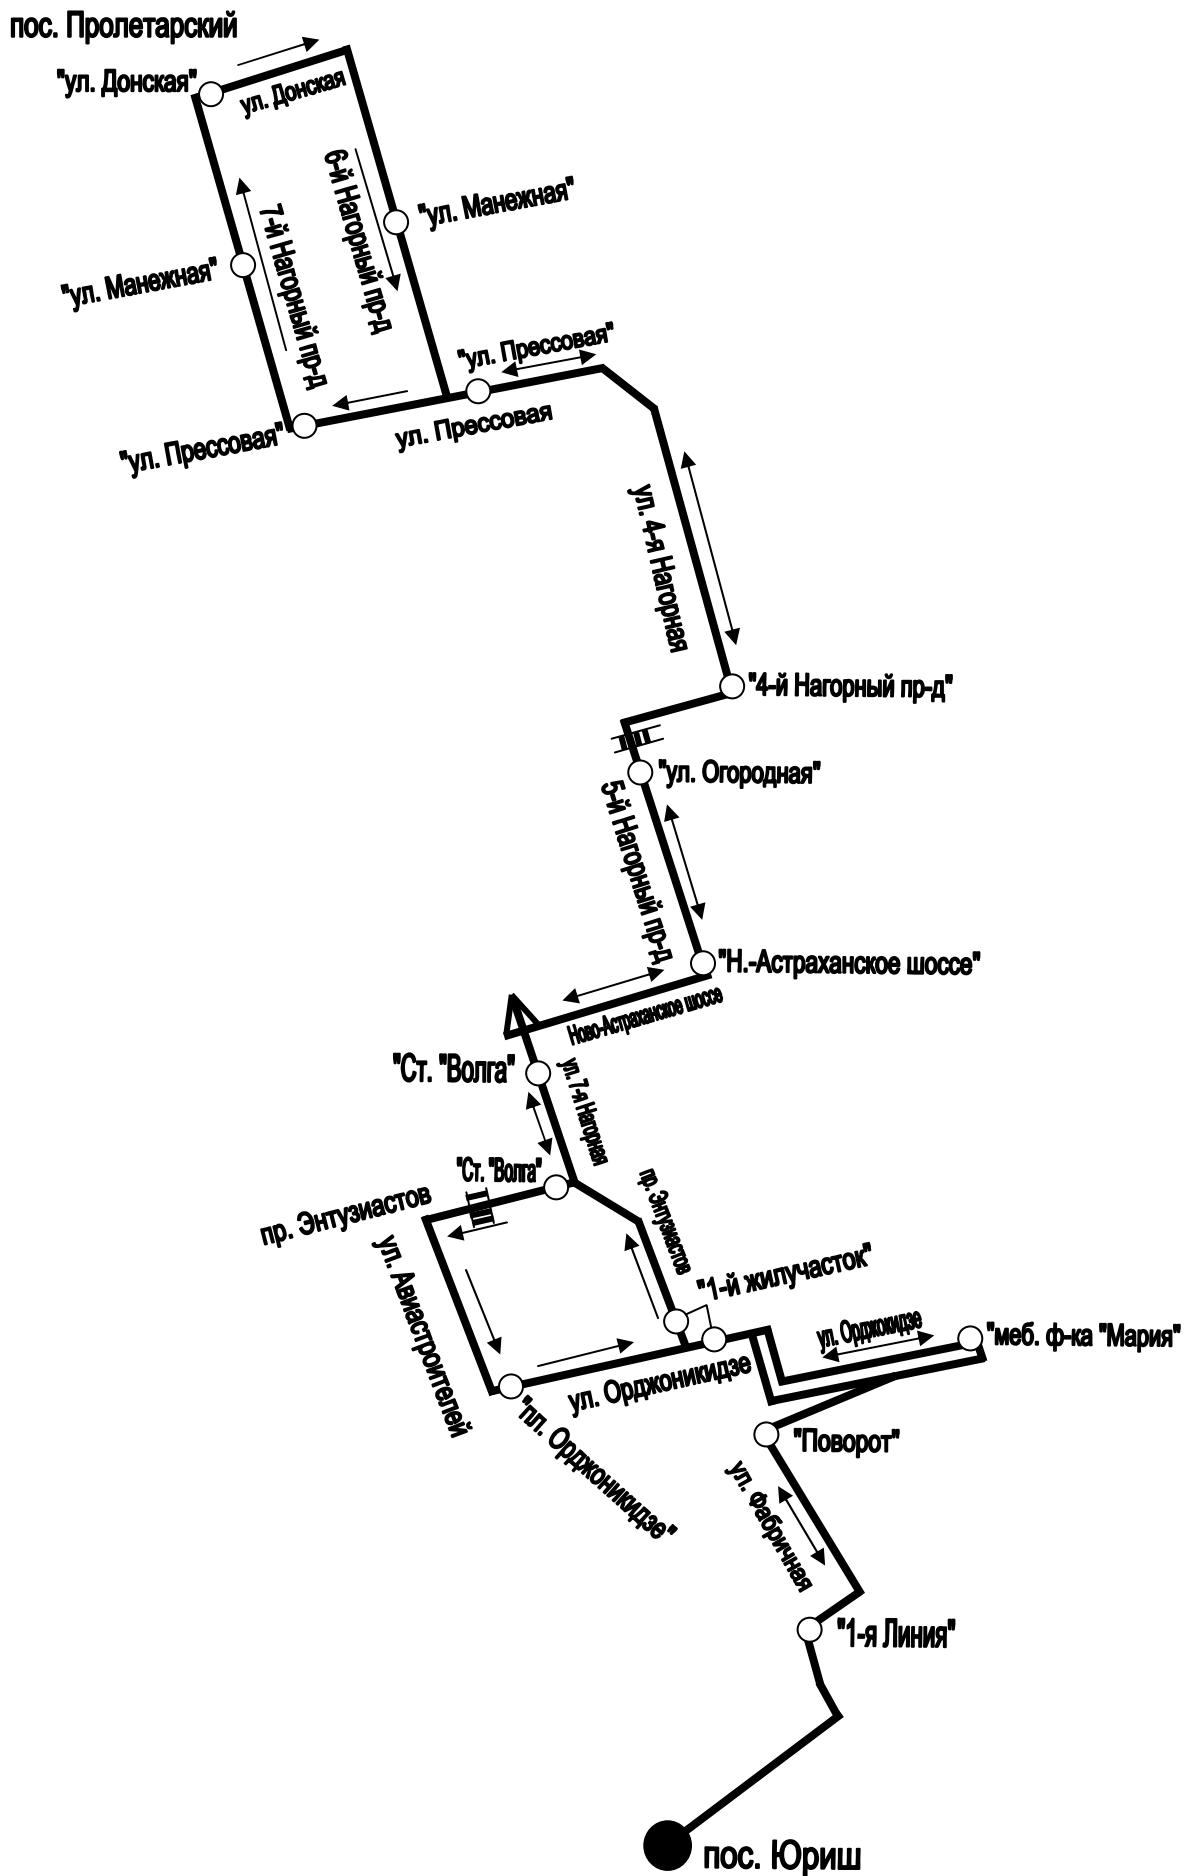 пос. Пролетарский
"ул. Донская"
ул. Донская
6-й Нагорный пр-д
"ул. Манежная"
7-й Нагорный пр-д
"ул. Манежная"
"ул. Прессовая"
ул. Прессовая
"ул. Прессовая"
ул. 4-я Нагорная
"4-й Нагорный пр-д"
"ул. Огородная"
5-й Нагорный пр-д
"Н.-Астраханское шоссе"
Ново-Астраханское шоссе
"Ст. "Волга"
ул. 7-я Нагорная
"Ст. "Волга"
пр. Энтузиастов
пр. Энтузиастов
ул. Авиастроителей
"1-й жилучасток"
ул. Орджокидзе
"меб. ф-ка "Мария"
ул. Орджоникидзе
"пл. Орджоникидзе"
"Поворот"
ул. Фабричная
"1-я Линия"
пос. Юриш